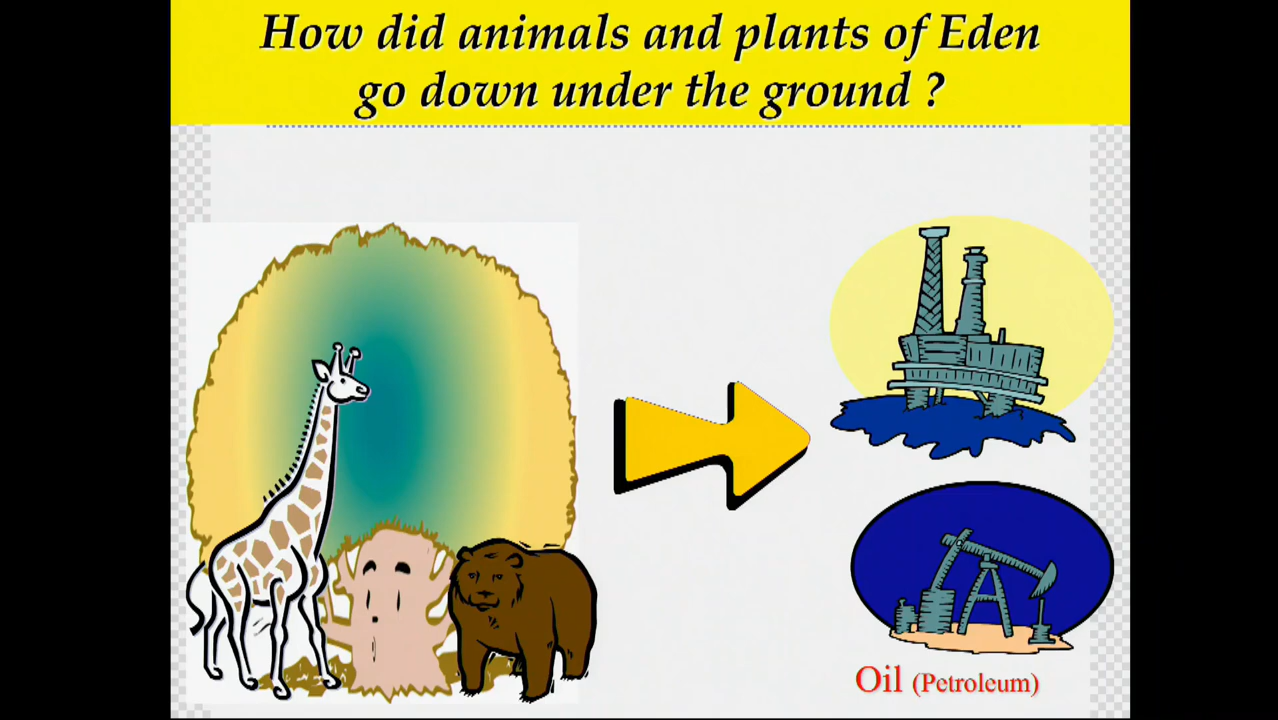 How did animals and plants of Eden
go down under the ground ?
Oil (Petroleum)